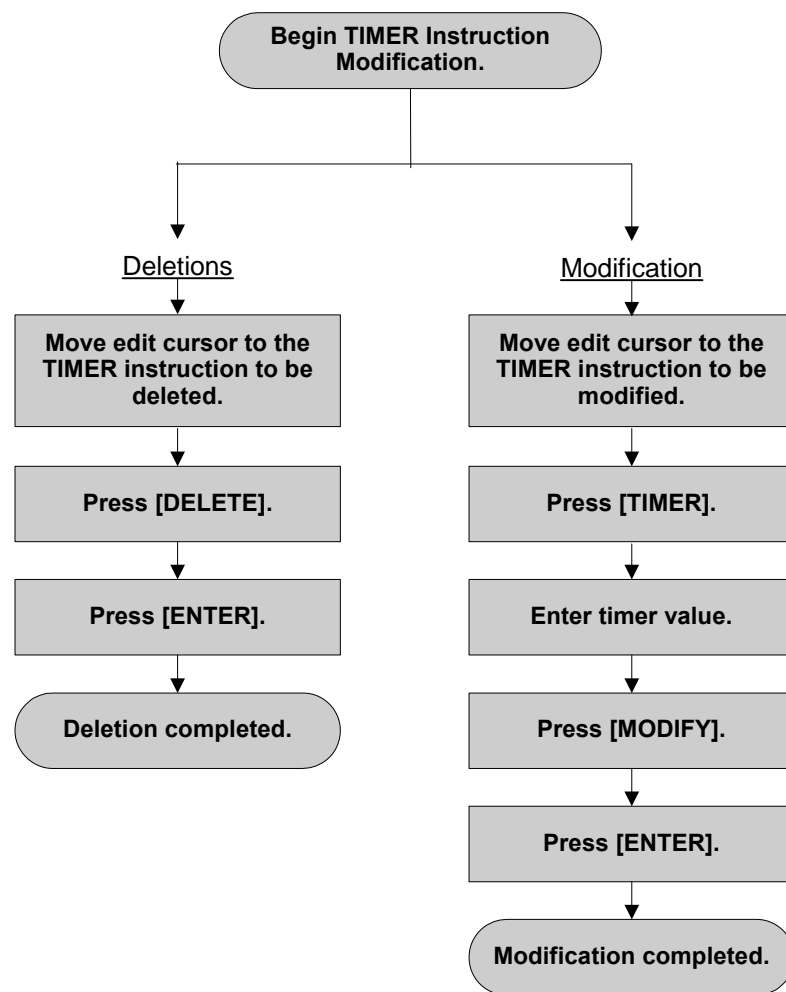 Begin TIMER Instruction
Modification.
Deletions
Move edit cursor to the
TIMER instruction to be
deleted.
Press [DELETE].
Press [ENTER].
Deletion completed.
Modification
Move edit cursor to the
TIMER instruction to be
modified.
Press [TIMER].
Enter timer value.
Press [MODIFY].
Press [ENTER].
Modification completed.